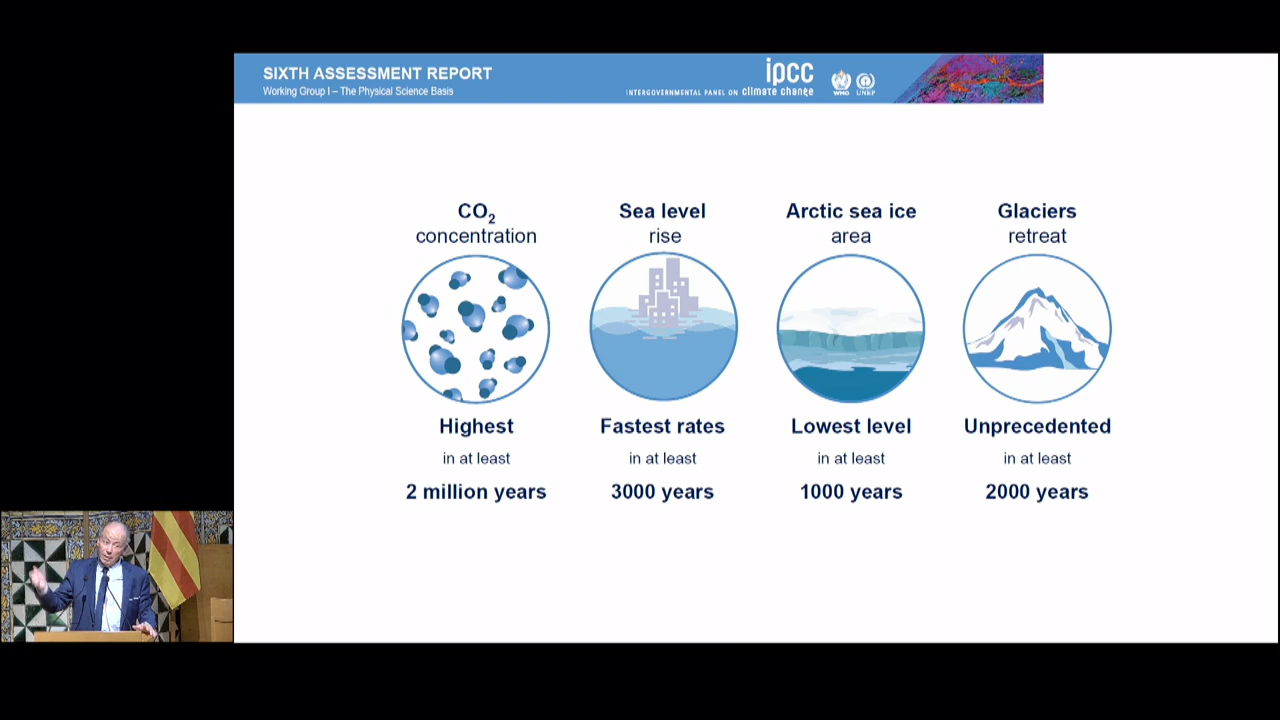 SIXTH ASSESSMENT REPORT
Working Group I – The Physical Science Basis
ipcc
INTERGOVERNMENTAL PANEL ON climate change
WMO
UNEP
CO₂
concentration
Highest
in at least
2 million years
Sea level
rise
Fastest rates
in at least
3000 years
Arctic sea ice
area
Lowest level
in at least
1000 years
Glaciers
retreat
Unprecedented
in at least
2000 years